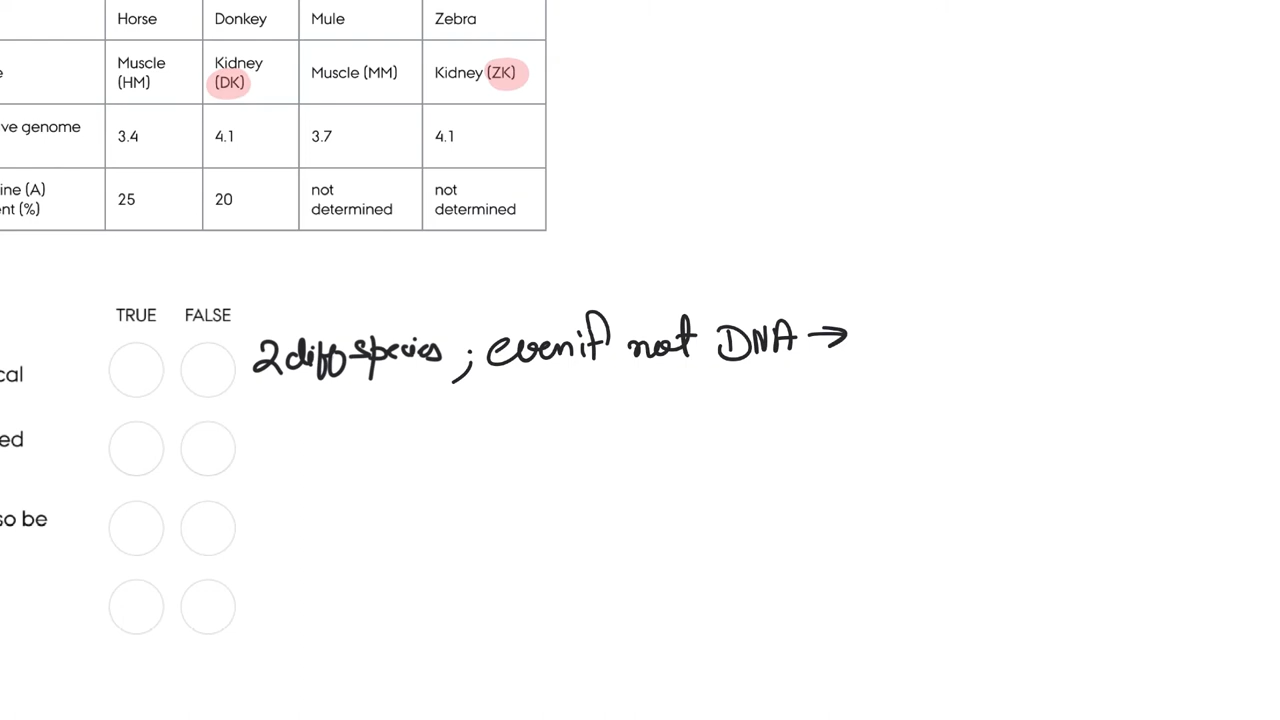 Horse Donkey Mule Zebra
e Muscle (HM) Kidney (DK) Muscle (MM) Kidney (ZK)
ve genome 3.4 4.1 3.7 4.1
ine (A) nt (%) 25 20 not determined not determined
TRUE FALSE
cal 2 diff species ; even if not DNA →
ed
so be